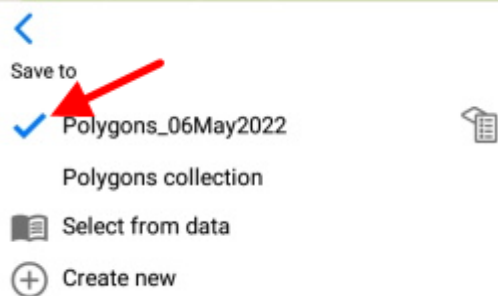 Save to
Polygons_06May2022
Polygons collection
Select from data
Create new